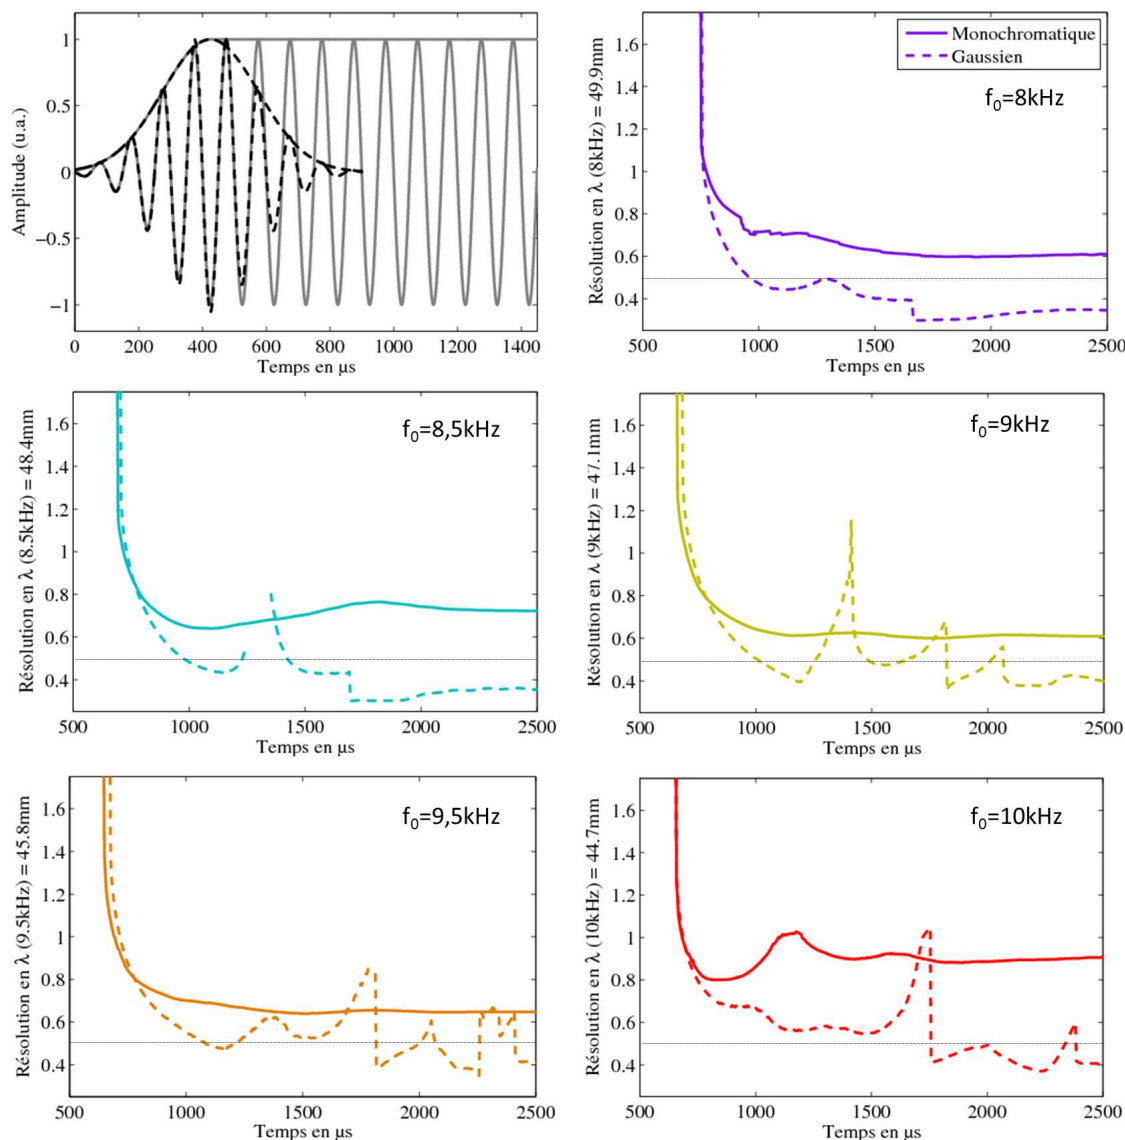 1
0.5
0
−0.5
−1
Amplitude (u.a.)
0 200 400 600 800 1000 1200 1400
Temps en µs
1.6
1.4
1.2
1
0.8
0.6
0.4
Résolution en λ (8kHz) = 49.9mm
Monochromatique
Gaussien
f0=8kHz
500 1000 1500 2000 2500
Temps en µs
1.6
1.4
1.2
1
0.8
0.6
0.4
Résolution en λ (8.5kHz) = 48.4mm
f0=8,5kHz
500 1000 1500 2000 2500
Temps en µs
1.6
1.4
1.2
1
0.8
0.6
0.4
Résolution en λ (9kHz) = 47.1mm
f0=9kHz
500 1000 1500 2000 2500
Temps en µs
1.6
1.4
1.2
1
0.8
0.6
0.4
Résolution en λ (9.5kHz) = 45.8mm
f0=9,5kHz
500 1000 1500 2000 2500
Temps en µs
1.6
1.4
1.2
1
0.8
0.6
0.4
Résolution en λ (10kHz) = 44.7mm
f0=10kHz
500 1000 1500 2000 2500
Temps en µs